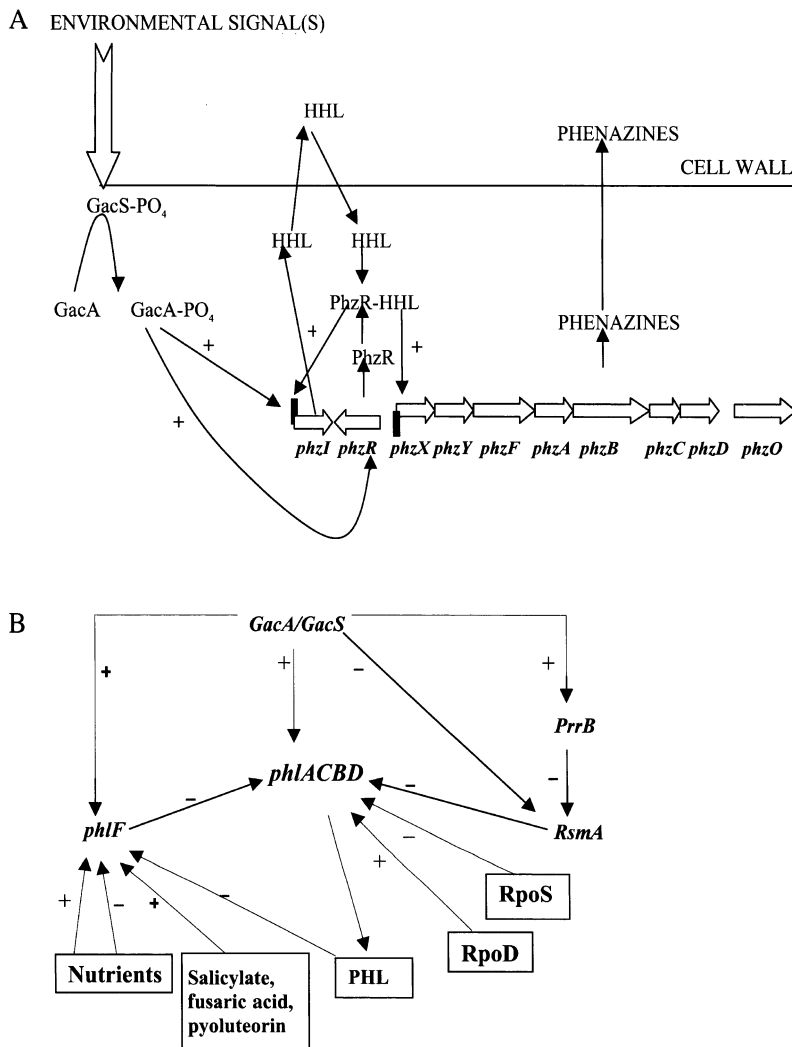 A ENVIRONMENTAL SIGNAL(S)
HHL
PHENAZINES
CELL WALL
GacS-PO4
HHL HHL
GacA GacA-PO4 PhzR-HHL PHENAZINES
+ + +
PhzR
+
phzI phzR phzX phzY phzF phzA phzB phzC phzD phzO
B GacA/GacS
+ + – +
PrrB
phlACBD
– – –
phlF RsmA
– +
+ – + –
RpoS
RpoD
Nutrients
Salicylate,
fusaric acid,
pyoluteorin
PHL